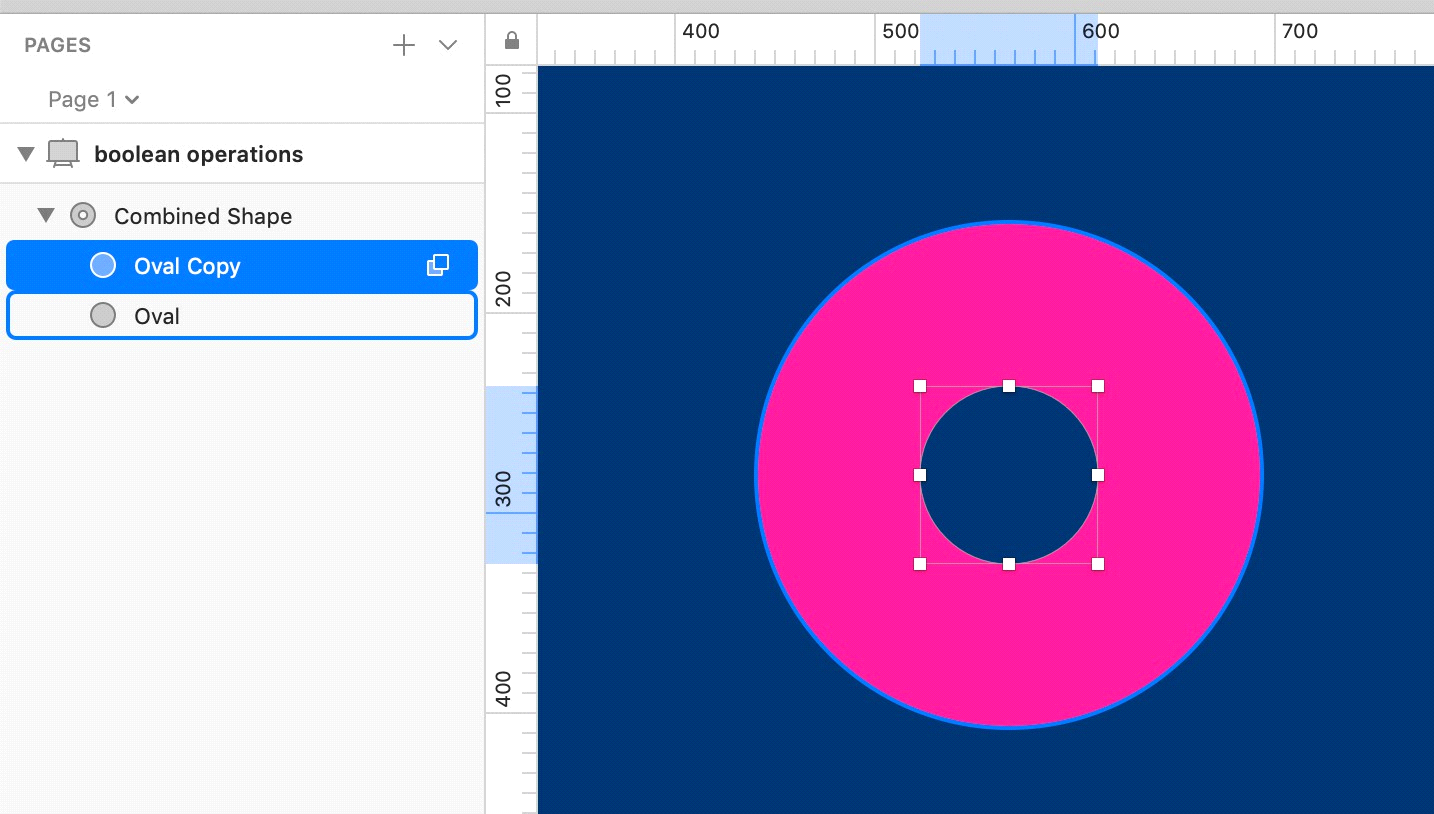 PAGES
Page 1
boolean operations
Combined Shape
Oval Copy
Oval
400 500 600 700
100
200
300
400